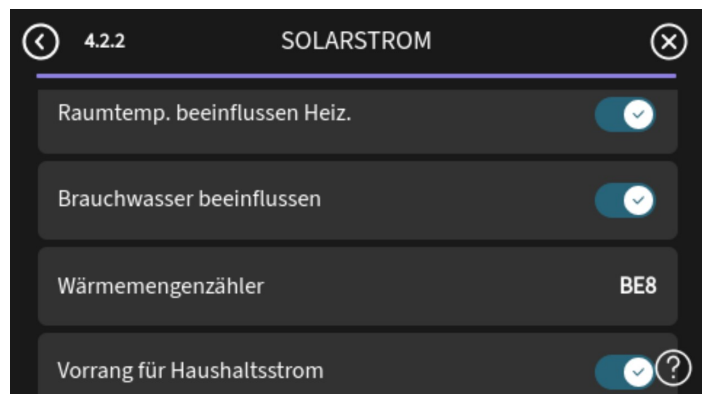 4.2.2 SOLARSTROM
Raumtemp. beeinflussen Heiz.
Brauchwasser beeinflussen
Wärmemengenzähler BE8
Vorrang für Haushaltsstrom ?